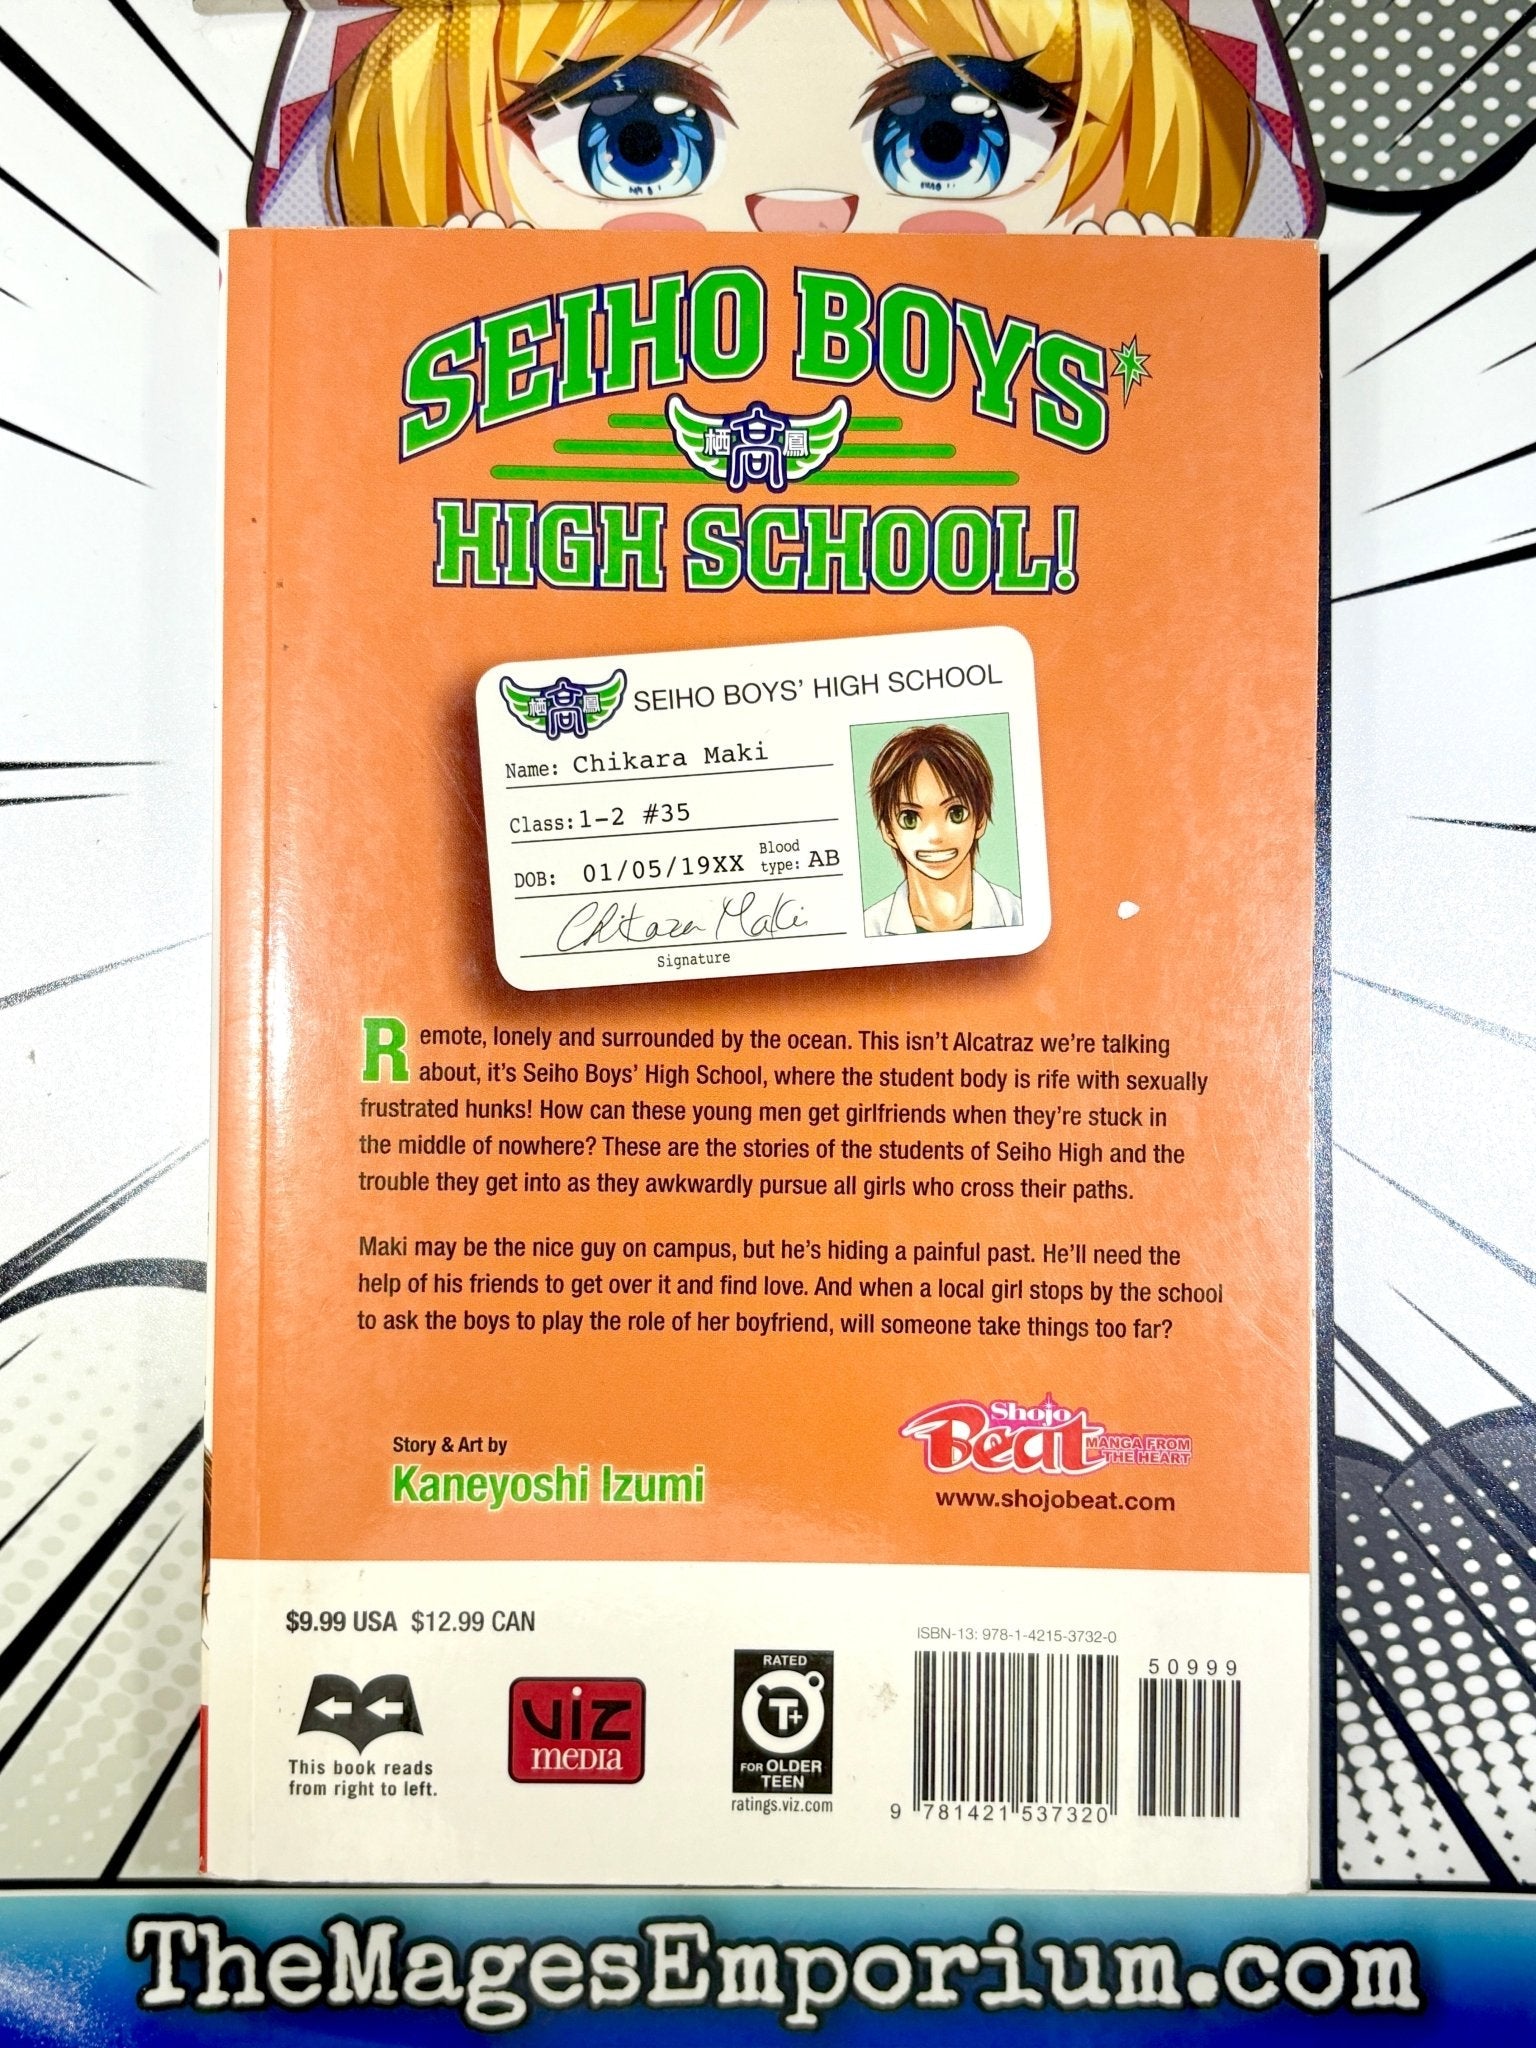 SEIHO BOYS'
栖 高 鳳
HIGH SCHOOL!
栖 高 鳳 SEIHO BOYS' HIGH SCHOOL
Name: Chikara Maki
Class: 1-2 #35
DOB: 01/05/19XX Blood type: AB
Chikara Maki
Signature
Remote, lonely and surrounded by the ocean. This isn't Alcatraz we're talking
about, it's Seiho Boys' High School, where the student body is rife with sexually
frustrated hunks! How can these young men get girlfriends when they're stuck in
the middle of nowhere? These are the stories of the students of Seiho High and the
trouble they get into as they awkwardly pursue all girls who cross their paths.
Maki may be the nice guy on campus, but he's hiding a painful past. He'll need the
help of his friends to get over it and find love. And when a local girl stops by the school
to ask the boys to play the role of her boyfriend, will someone take things too far?
Story & Art by
Kaneyoshi Izumi
Shojo
Beat
MANGA FROM
THE HEART
www.shojobeat.com
$9.99 USA $12.99 CAN
This book reads
from right to left.
VIZ
MEDIA
RATED
T+
FOR OLDER
TEEN
ratings.viz.com
ISBN-13: 978-1-4215-3732-0
50999
9 781421 537320
TheMagesEmporium.com